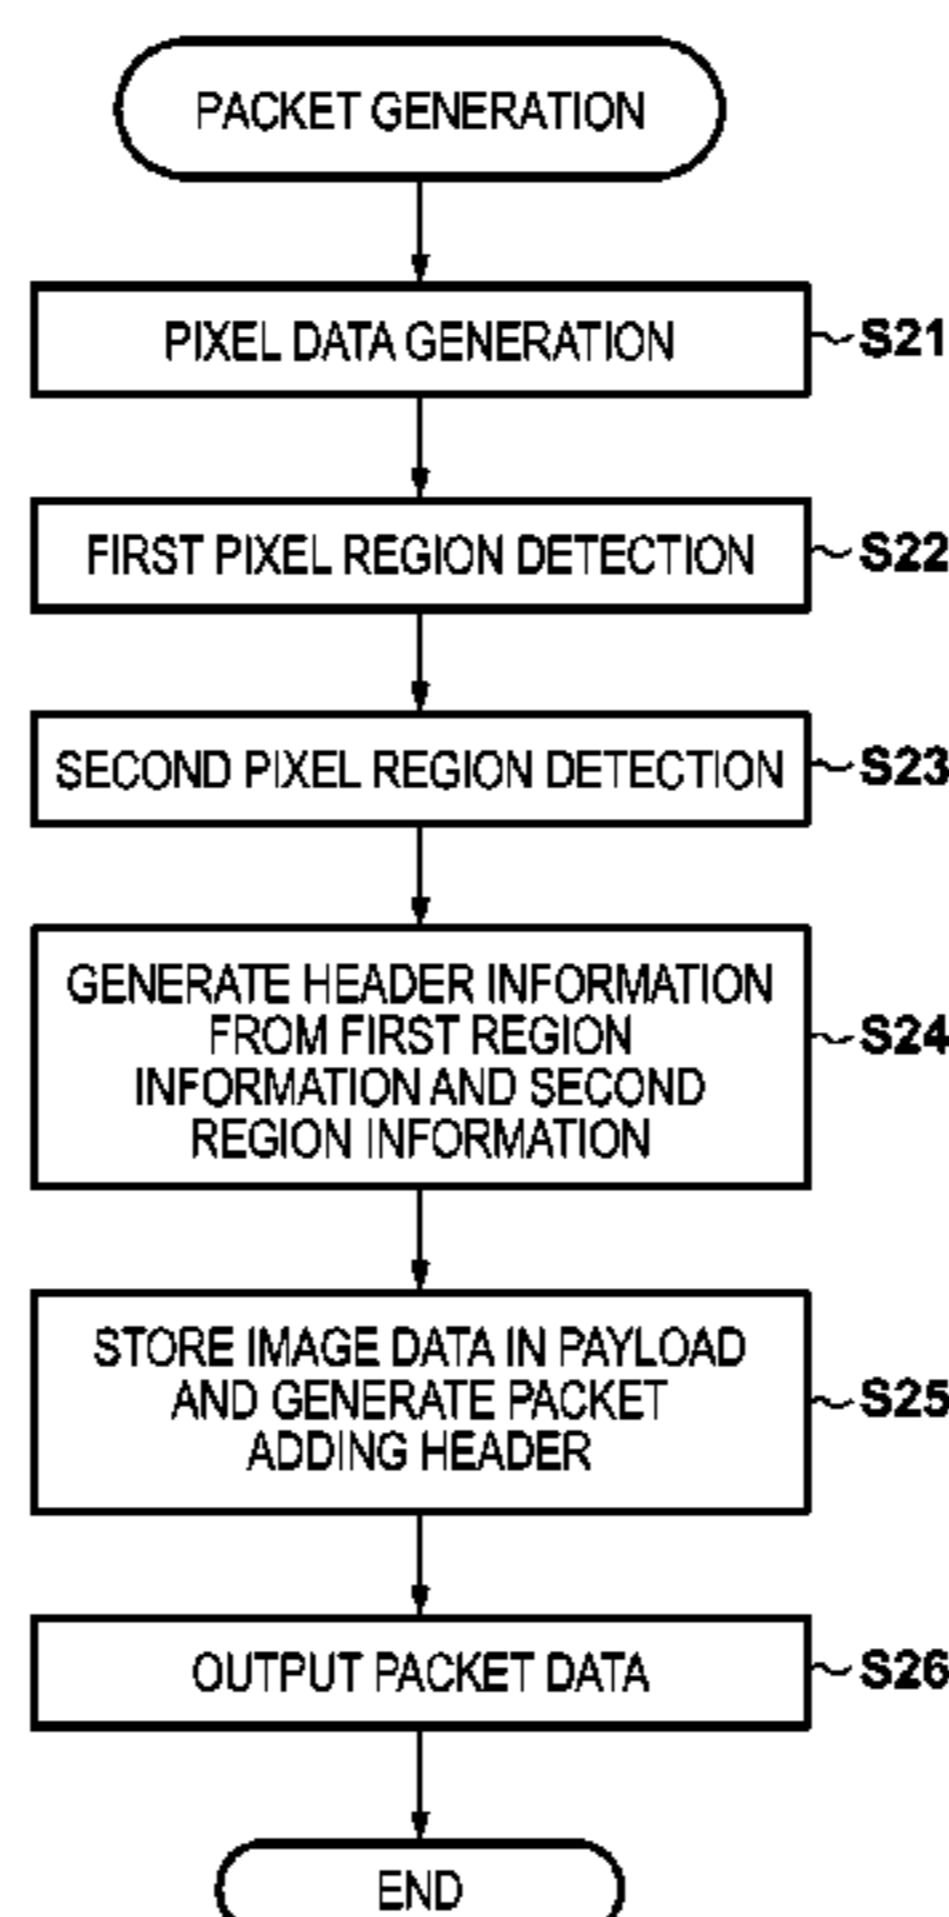 PACKET GENERATION
PIXEL DATA GENERATION
S21
FIRST PIXEL REGION DETECTION
S22
SECOND PIXEL REGION DETECTION
S23
GENERATE HEADER INFORMATION
FROM FIRST REGION
INFORMATION AND SECOND
REGION INFORMATION
S24
STORE IMAGE DATA IN PAYLOAD
AND GENERATE PACKET
ADDING HEADER
S25
OUTPUT PACKET DATA
S26
END